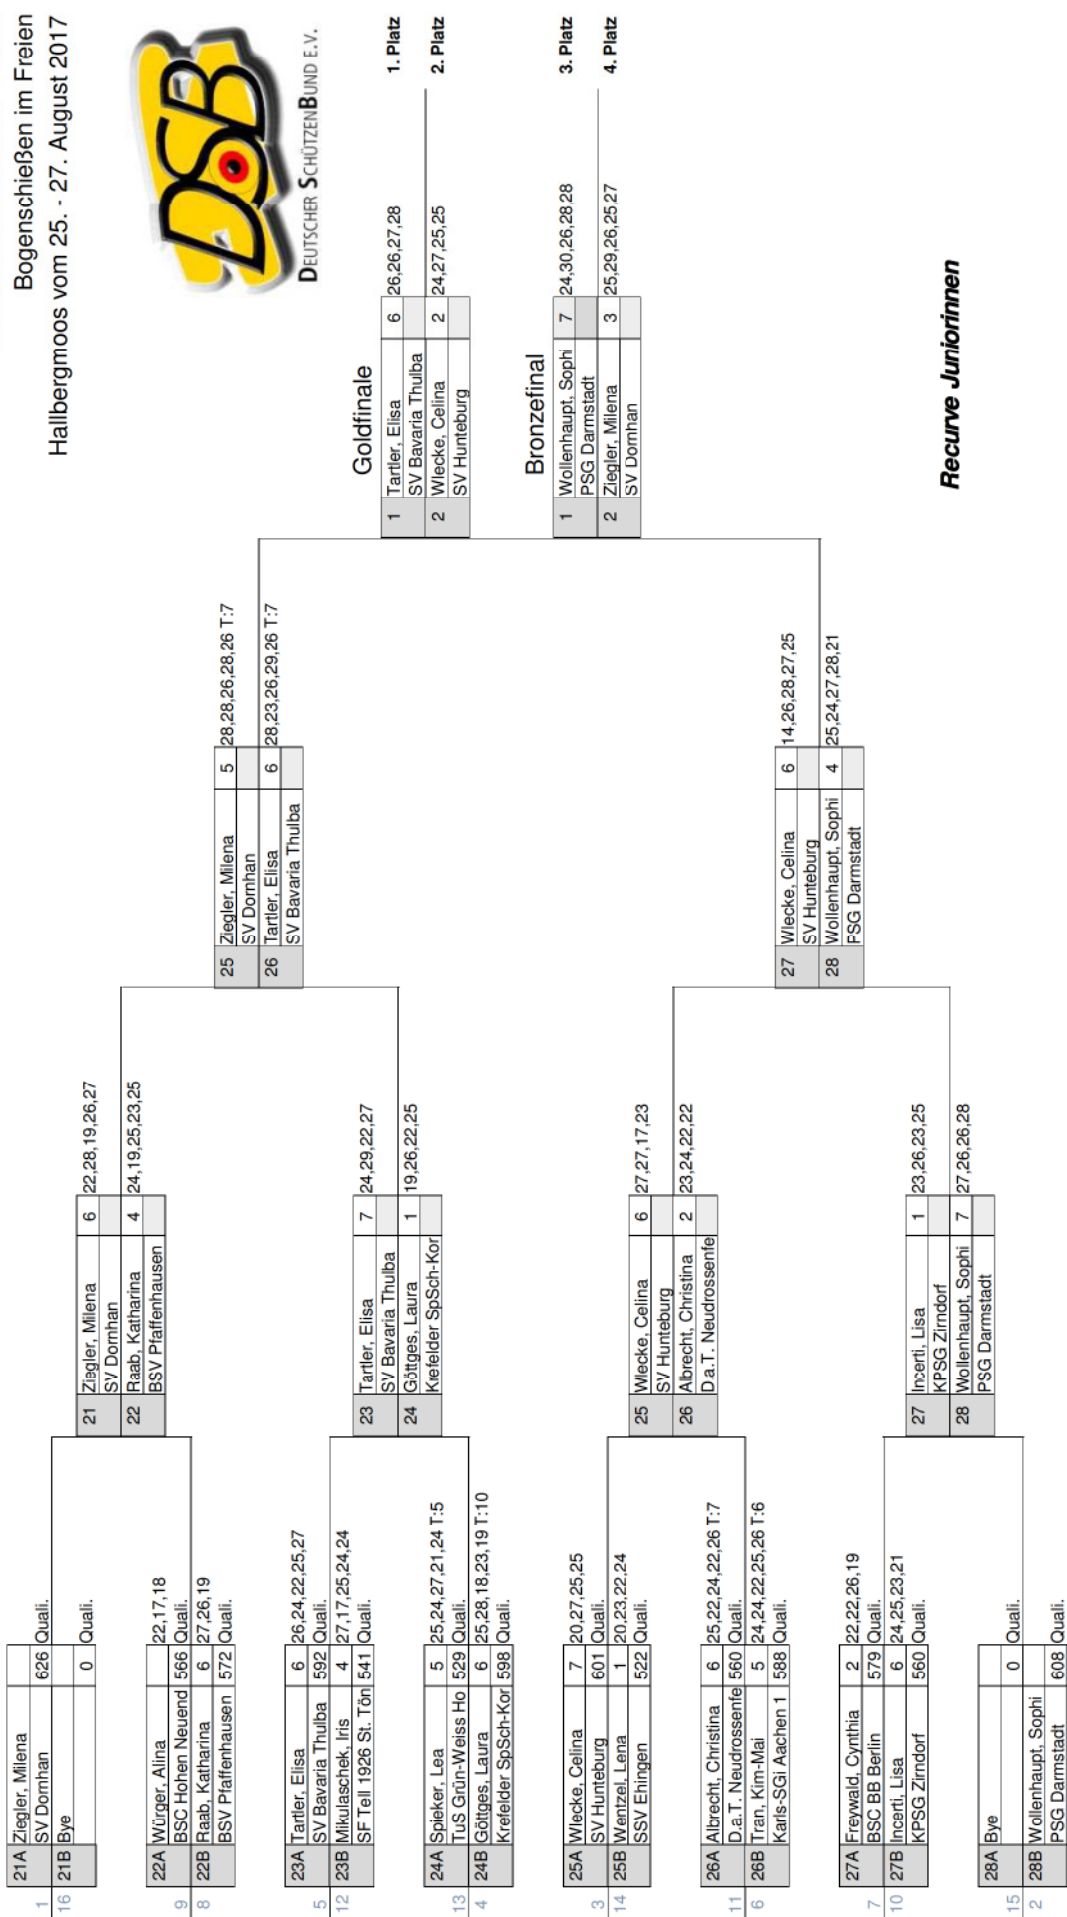 Bogenschießen im Freien
Hallbergmoos vom 25. - 27. August 2017
DSB
DEUTSCHER SCHÜTZENBUND E.V.
1 21A Ziegler, Milena
SV Dornhan 626 Quali.
16 21B Bye
0 Quali.
9 22A Würger, Alina 22,17,18
BSC Hohen Neuend 566 Quali.
8 22B Raab, Katharina 6 27,26,19
BSV Pfaffenhausen 572 Quali.
5 23A Tartler, Elisa 6 26,24,22,25,27
SV Bavaria Thulba 592 Quali.
12 23B Mikulaschek, Iris 4 27,17,25,24,24
SF Tell 1926 St. Tön 541 Quali.
13 24A Spieker, Lea 5 25,24,27,21,24 T:5
TuS Grün-Weiss Ho 529 Quali.
4 24B Göttges, Laura 6 25,28,18,23,19 T:10
Krefelder SpSch-Kor 598 Quali.
3 25A Wlecke, Celina 7 20,27,25,25
SV Hunteburg 601 Quali.
14 25B Wentzel, Lena 1 20,23,22,24
SSV Ehingen 522 Quali.
11 26A Albrecht, Christina 6 25,22,24,22,26 T:7
D.a.T. Neudrossenfe 560 Quali.
6 26B Tran, Kim-Mai 5 24,24,22,25,26 T:6
Karls-SGi Aachen 1 588 Quali.
7 27A Freywald, Cynthia 2 22,22,26,19
BSC BB Berlin 579 Quali.
10 27B Incerti, Lisa 6 24,25,23,21
KPSG Zirndorf 560 Quali.
15 28A Bye
0 Quali.
2 28B Wollenhaupt, Sophi
PSG Darmstadt 608 Quali.
21 Ziegler, Milena 6 22,28,19,26,27
SV Dornhan
22 Raab, Katharina 4 24,19,25,23,25
BSV Pfaffenhausen
23 Tartler, Elisa 7 24,29,22,27
SV Bavaria Thulba
24 Göttges, Laura 1 19,26,22,25
Krefelder SpSch-Kor
25 Wlecke, Celina 6 27,27,17,23
SV Hunteburg
26 Albrecht, Christina 2 23,24,22,22
D.a.T. Neudrossenfe
27 Incerti, Lisa 1 23,26,23,25
KPSG Zirndorf
28 Wollenhaupt, Sophi 7 27,26,26,28
PSG Darmstadt
25 Ziegler, Milena 5 28,28,26,28,26 T:7
SV Dornhan
26 Tartler, Elisa 6 28,23,26,29,26 T:7
SV Bavaria Thulba
27 Wlecke, Celina 6 14,26,28,27,25
SV Hunteburg
28 Wollenhaupt, Sophi 4 25,24,27,28,21
PSG Darmstadt
Goldfinale
1 Tartler, Elisa 6 26,26,27,28 1. Platz
SV Bavaria Thulba
2 Wlecke, Celina 2 24,27,25,25 2. Platz
SV Hunteburg
Bronzefinal
1 Wollenhaupt, Sophi 7 24,30,26,28,28 3. Platz
PSG Darmstadt
2 Ziegler, Milena 3 25,29,26,25,27 4. Platz
SV Dornhan
Recurve Juniorinnen